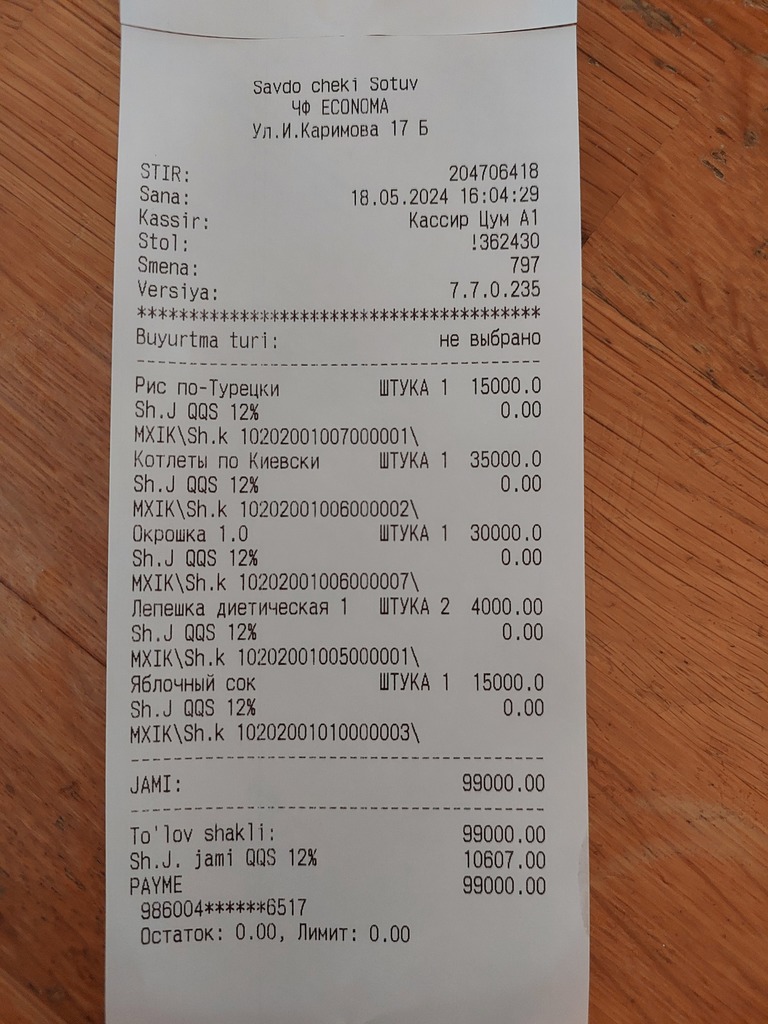 Savdo cheki Sotuv
ЧФ ECONOMA
Ул.И.Каримова 17 Б
STIR: 204706418
Sana: 18.05.2024 16:04:29
Kassir: Кассир Цум А1
Stol: !362430
Smena: 797
Versiya: 7.7.0.235
***************************************
Buyurtma turi: не выбрано
---------------------------------------
Рис по-Турецки ШТУКА 1 15000.0
Sh.J QQS 12% 0.00
MXIK\Sh.k 10202001007000001\
Котлеты по Киевски ШТУКА 1 35000.0
Sh.J QQS 12% 0.00
MXIK\Sh.k 10202001006000002\
Окрошка 1.0 ШТУКА 1 30000.0
Sh.J QQS 12% 0.00
MXIK\Sh.k 10202001006000007\
Лепешка диетическая 1 ШТУКА 2 4000.00
Sh.J QQS 12% 0.00
MXIK\Sh.k 10202001005000001\
Яблочный сок ШТУКА 1 15000.0
Sh.J QQS 12% 0.00
MXIK\Sh.k 10202001010000003\
---------------------------------------
JAMI: 99000.00
---------------------------------------
To'lov shakli: 99000.00
Sh.J. jami QQS 12% 10607.00
PAYME 99000.00
986004******6517
Остаток: 0.00, Лимит: 0.00